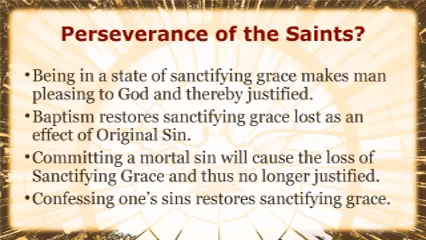 Perseverance of the Saints?
•Being in a state of sanctifying grace makes man
pleasing to God and thereby justified.
•Baptism restores sanctifying grace lost as an
effect of Original Sin.
•Committing a mortal sin will cause the loss of
Sanctifying Grace and thus no longer justified.
•Confessing one’s sins restores sanctifying grace.